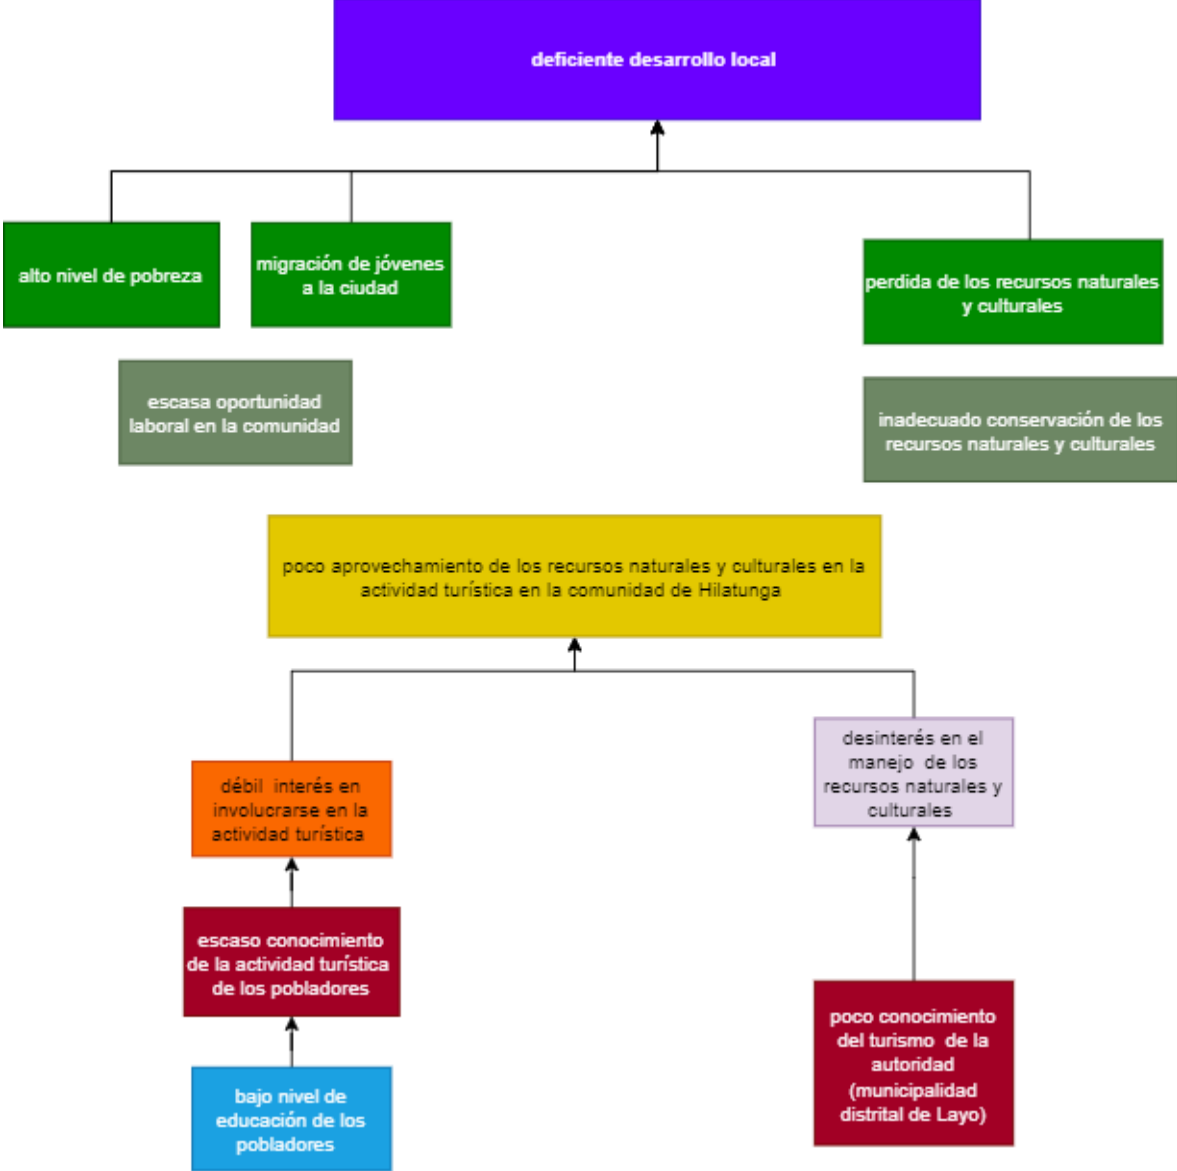 deficiente desarrollo local
alto nivel de pobreza
migración de jóvenes
a la ciudad
perdida de los recursos naturales
y culturales
escasa oportunidad
laboral en la comunidad
inadecuado conservación de los
recursos naturales y culturales
poco aprovechamiento de los recursos naturales y culturales en la
actividad turística en la comunidad de Hilatunga
débil interés en
involucrarse en la
actividad turística
desinterés en el
manejo de los
recursos naturales y
culturales
escaso conocimiento
de la actividad turística
de los pobladores
poco conocimiento
del turismo de la
autoridad
(municipalidad
distrital de Layo)
bajo nivel de
educación de los
pobladores